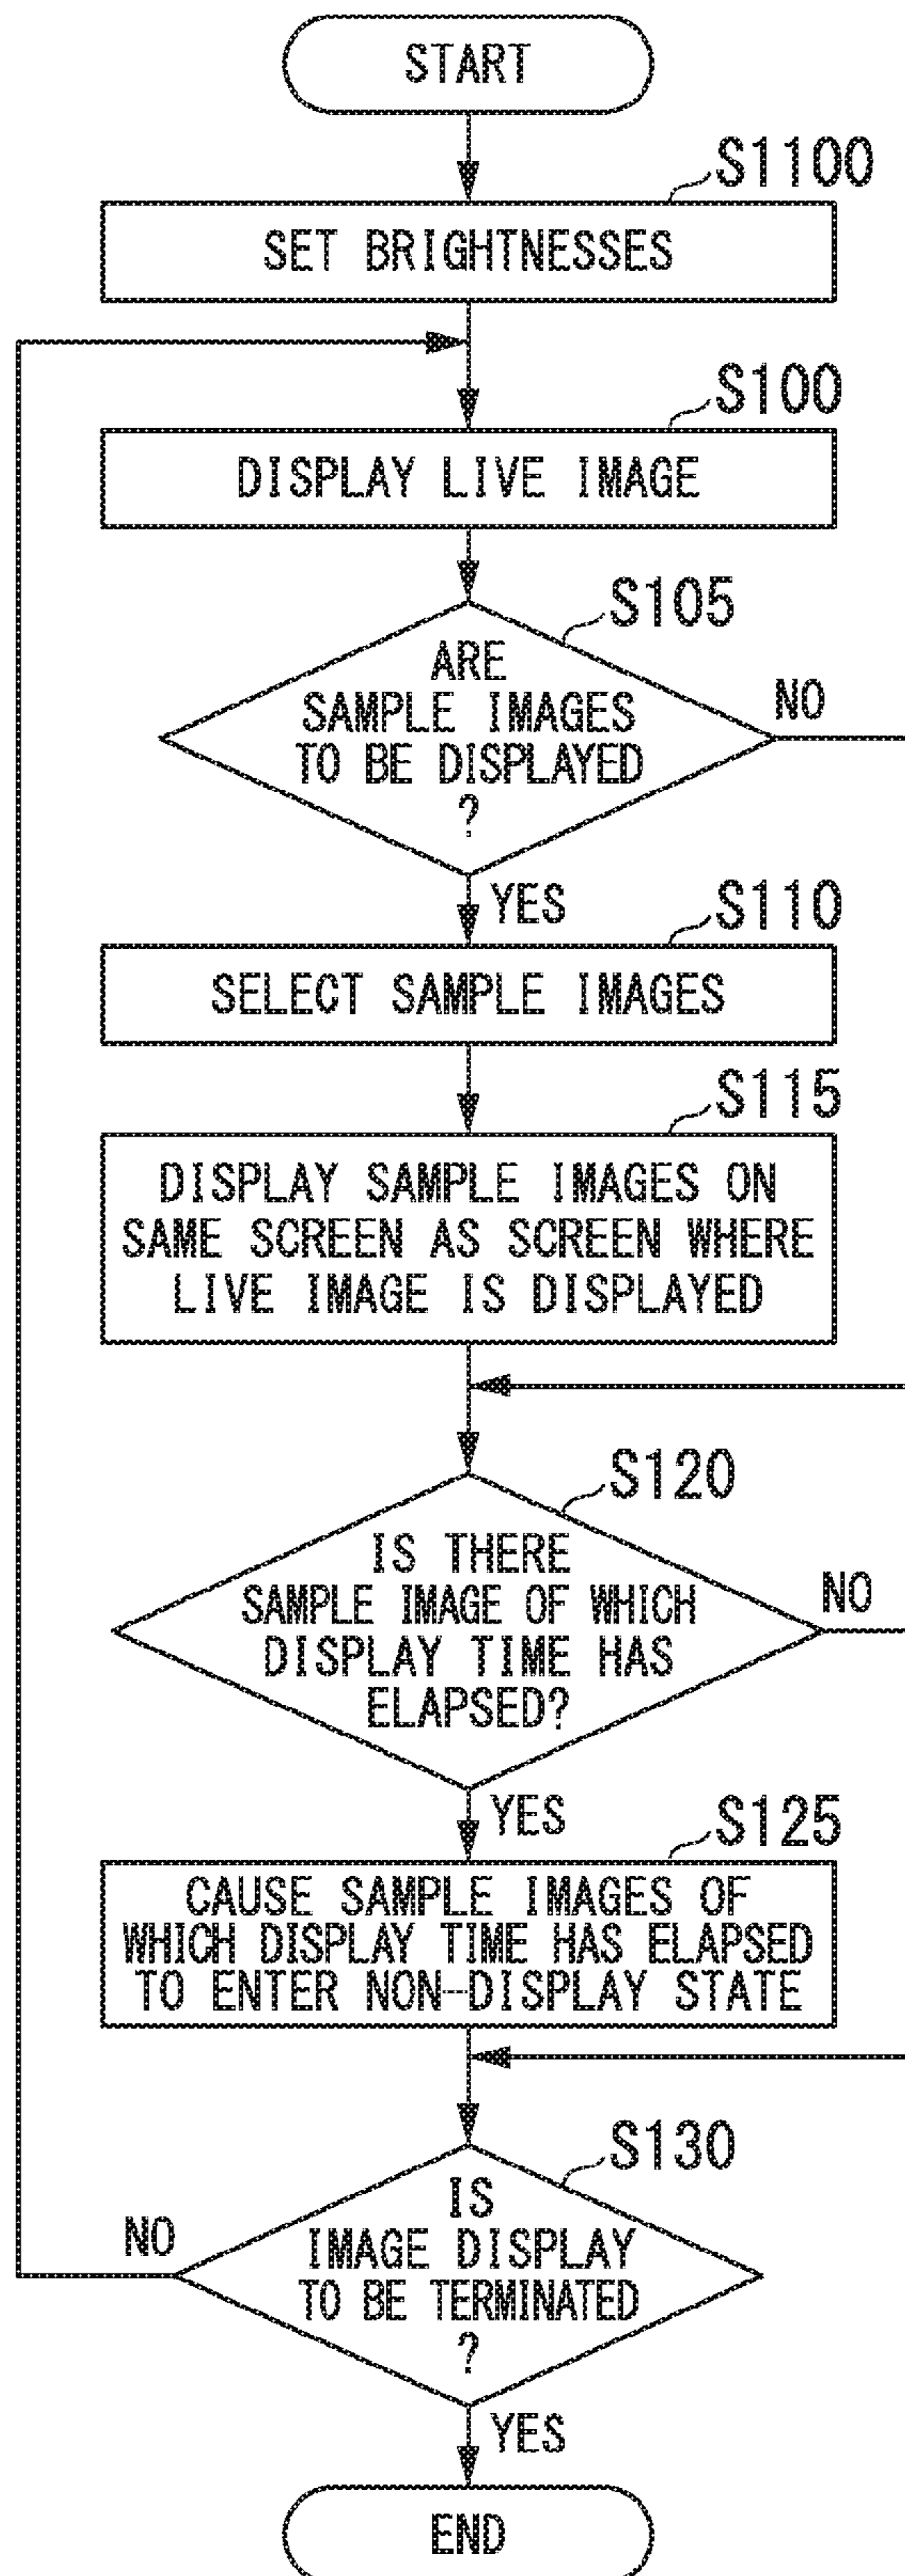 START
S1100
SET BRIGHTNESSES
S100
DISPLAY LIVE IMAGE
S105
ARE
SAMPLE IMAGES
TO BE DISPLAYED
?
NO
YES
S110
SELECT SAMPLE IMAGES
S115
DISPLAY SAMPLE IMAGES ON
SAME SCREEN AS SCREEN WHERE
LIVE IMAGE IS DISPLAYED
S120
IS THERE
SAMPLE IMAGE OF WHICH
DISPLAY TIME HAS
ELAPSED?
NO
YES
S125
CAUSE SAMPLE IMAGES OF
WHICH DISPLAY TIME HAS ELAPSED
TO ENTER NON-DISPLAY STATE
S130
IS
IMAGE DISPLAY
TO BE TERMINATED
?
NO
YES
END